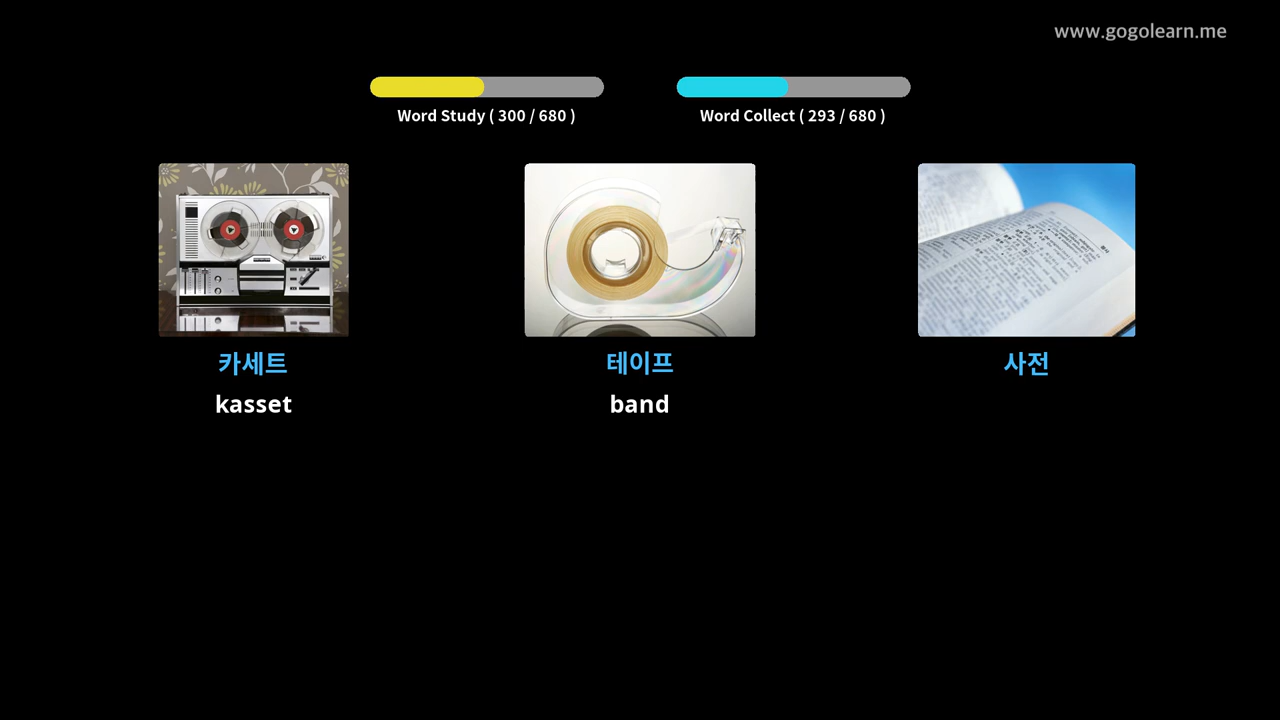 www.gogolearn.me
Word Study ( 300 / 680 )
Word Collect ( 293 / 680 )
카세트
테이프
사전
kasset
band